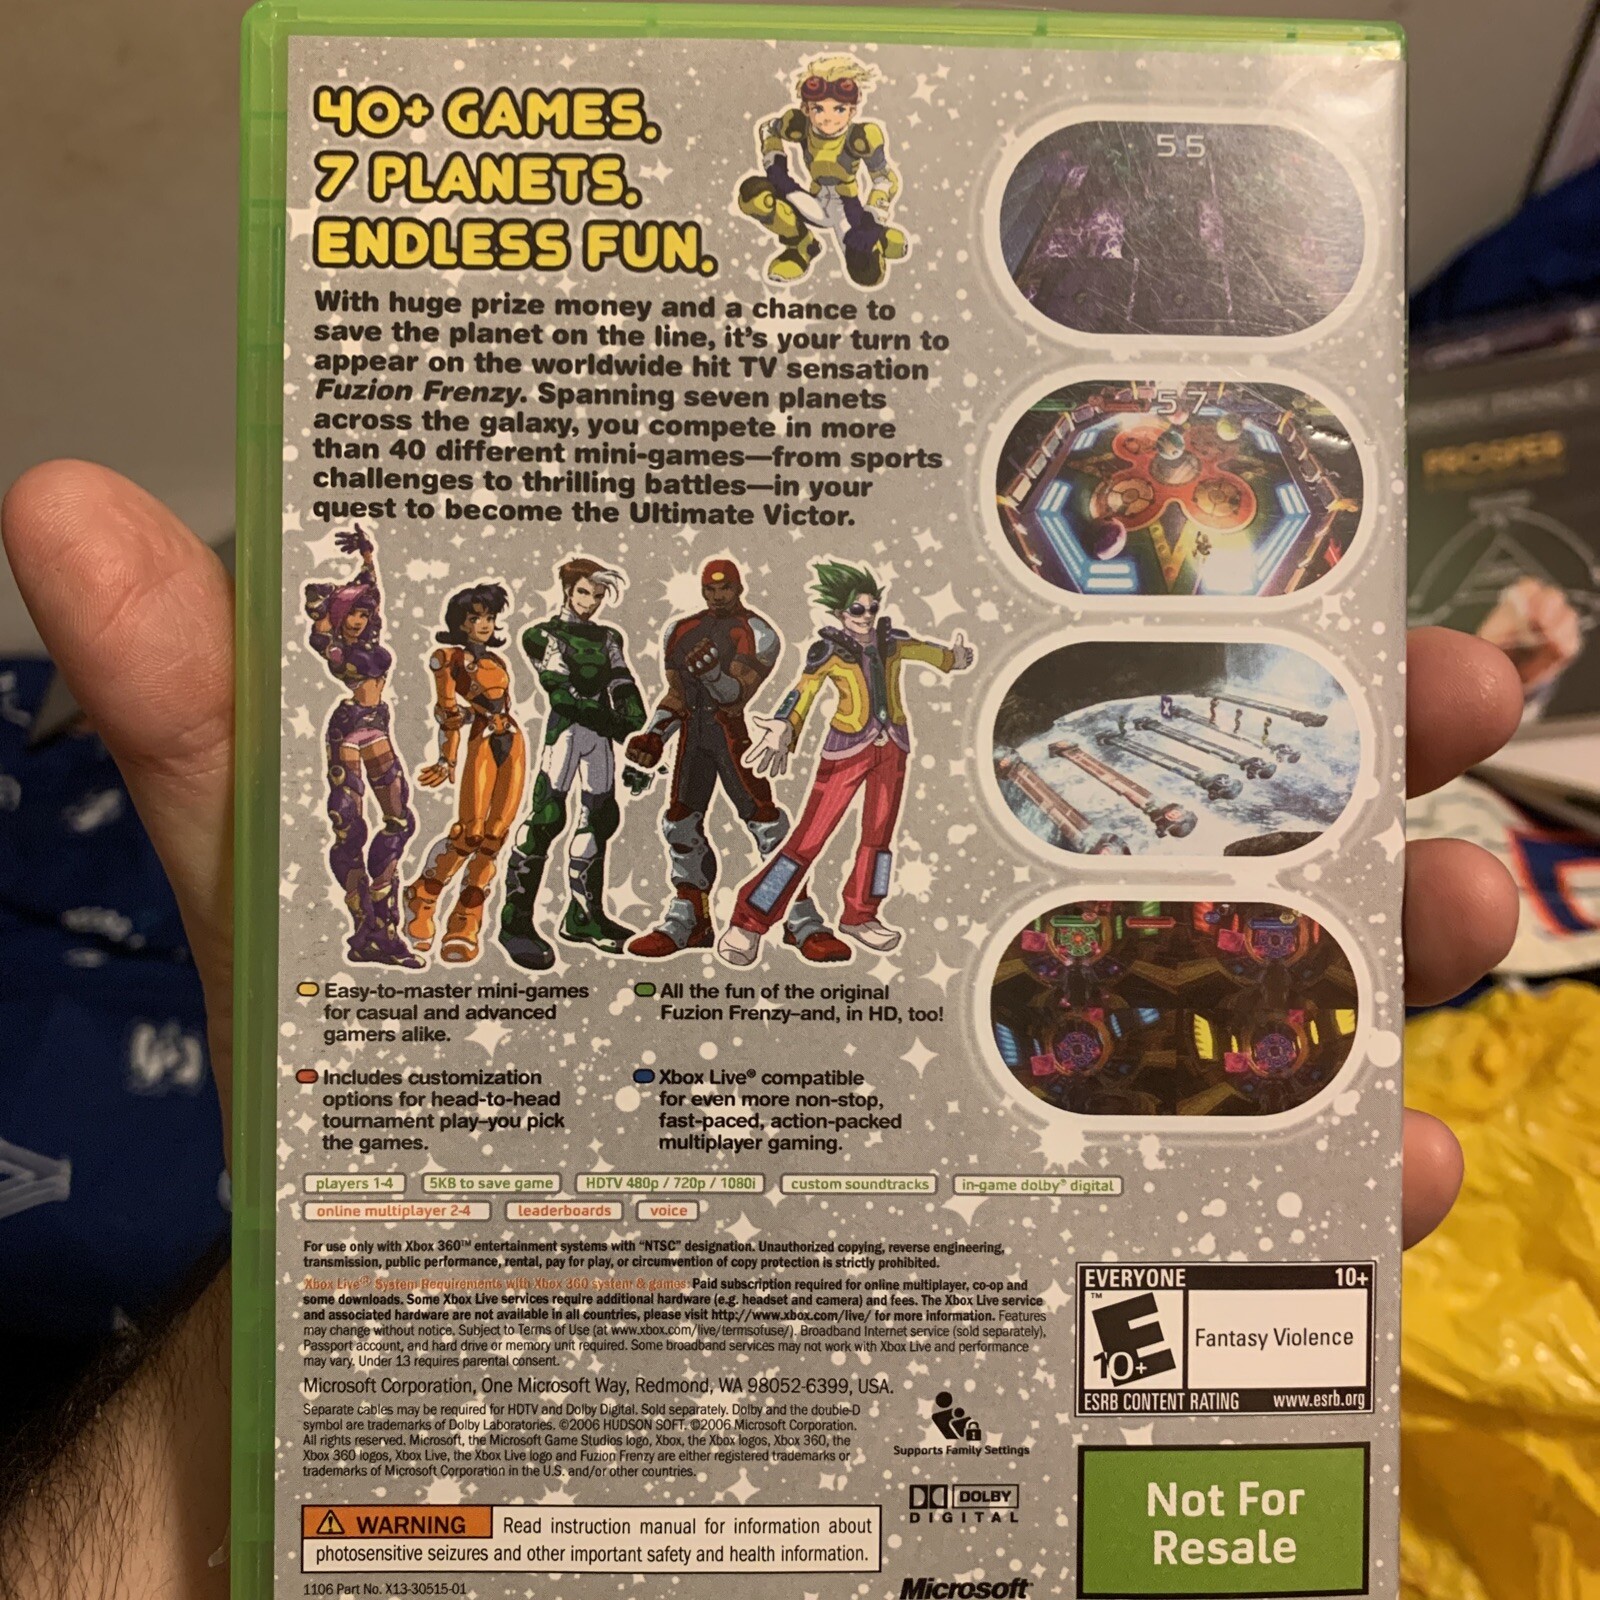 40+ GAMES.
7 PLANETS.
ENDLESS FUN.
With huge prize money and a chance to
save the planet on the line, it's your turn to
appear on the worldwide hit TV sensation
Fuzion Frenzy. Spanning seven planets
across the galaxy, you compete in more
than 40 different mini-games—from sports
challenges to thrilling battles—in your
quest to become the Ultimate Victor.
55
57
Easy-to-master mini-games
for casual and advanced
gamers alike.
All the fun of the original
Fuzion Frenzy–and, in HD, too!
Includes customization
options for head-to-head
tournament play–you pick
the games.
Xbox Live® compatible
for even more non-stop,
fast-paced, action-packed
multiplayer gaming.
players 1-4
5KB to save game
HDTV 480p / 720p / 1080i
custom soundtracks
in-game dolby® digital
online multiplayer 2-4
leaderboards
voice
For use only with Xbox 360™ entertainment systems with "NTSC" designation. Unauthorized copying, reverse engineering,
transmission, public performance, rental, pay for play, or circumvention of copy protection is strictly prohibited.
Xbox Live® System Requirements with Xbox 360 system & games: Paid subscription required for online multiplayer, co-op and
some downloads. Some Xbox Live services require additional hardware (e.g. headset and camera) and fees. The Xbox Live service
and associated hardware are not available in all countries, please visit http://www.xbox.com/live/ for more information. Features
may change without notice. Subject to Terms of Use (at www.xbox.com/live/termsofuse/). Broadband Internet service (sold separately),
Passport account, and hard drive or memory unit required. Some broadband services may not work with Xbox Live and performance
may vary. Under 13 requires parental consent.
Microsoft Corporation, One Microsoft Way, Redmond, WA 98052-6399, USA.
Separate cables may be required for HDTV and Dolby Digital. Sold separately. Dolby and the double-D
symbol are trademarks of Dolby Laboratories. ©2006 HUDSON SOFT. ©2006 Microsoft Corporation.
All rights reserved. Microsoft, the Microsoft Game Studios logo, Xbox, the Xbox logos, Xbox 360, the
Xbox 360 logos, Xbox Live, the Xbox Live logo and Fuzion Frenzy are either registered trademarks or
trademarks of Microsoft Corporation in the U.S. and/or other countries.
Supports Family Settings
DOLBY
DIGITAL
EVERYONE 10+
™
E
10+
Fantasy Violence
ESRB CONTENT RATING www.esrb.org
Not For
Resale
WARNING Read instruction manual for information about
photosensitive seizures and other important safety and health information.
1106 Part No. X13-30515-01
Microsoft®
PROSPER